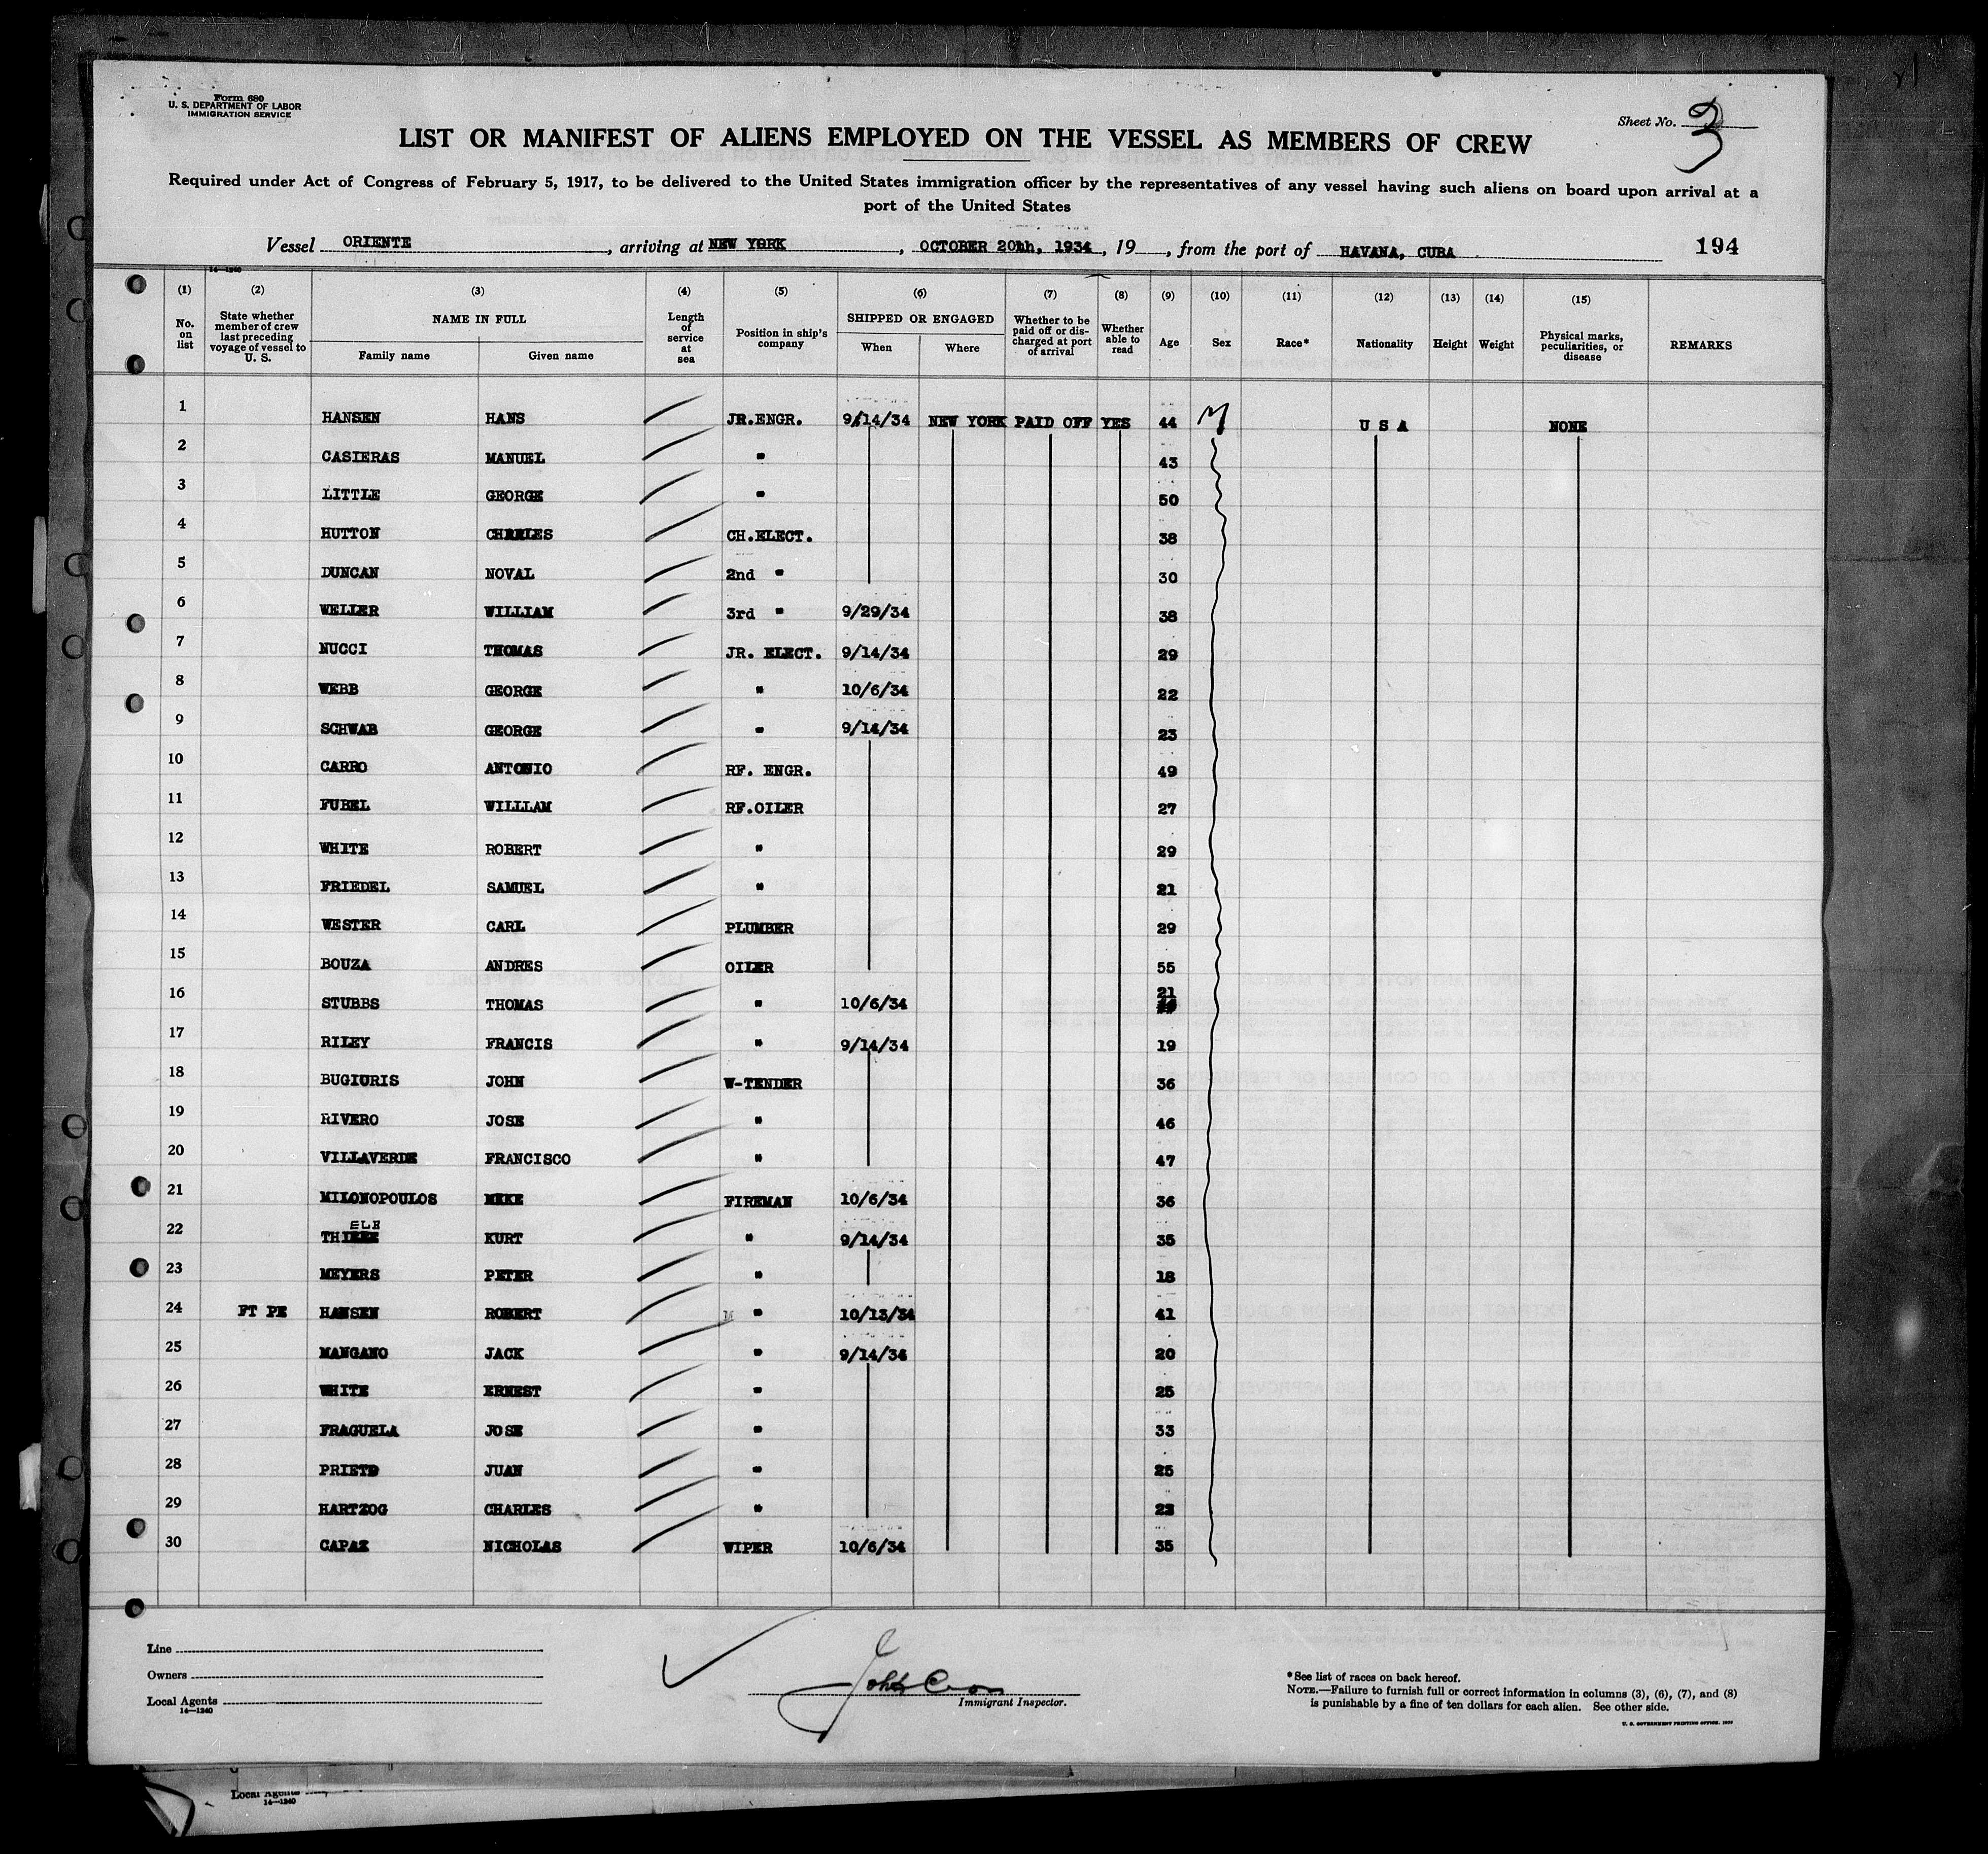 Form 680
U. S. DEPARTMENT OF LABOR
IMMIGRATION SERVICE
Sheet No. 3
LIST OR MANIFEST OF ALIENS EMPLOYED ON THE VESSEL AS MEMBERS OF CREW
Required under Act of Congress of February 5, 1917, to be delivered to the United States immigration officer by the representatives of any vessel having such aliens on board upon arrival at a
port of the United States
Vessel ORIENTE, arriving at NEW YORK, OCTOBER 20th, 1934, 19, from the port of HAVANA, CUBA 194
14—1240
(1) (2) (3) (4) (5) (6) (7) (8) (9) (10) (11) (12) (13) (14) (15)
No. on list State whether member of crew last preceding voyage of vessel to U. S. NAME IN FULL Family name Given name Length of service at sea Position in ship's company SHIPPED OR ENGAGED When Where Whether to be paid off or discharged at port of arrival Whether able to read Age Sex Race* Nationality Height Weight Physical marks, peculiarities, or disease REMARKS
1 HANSEN HANS JR.ENGR. 9/14/34 NEW YORK PAID OFF YES 44 M U S A NONE
2 CASIERAS MANUEL " 43
3 LITTLE GEORGE " 50
4 HUTTON CHARLES CH.ELECT. 38
5 DUNCAN NOVAL 2nd " 30
6 WELLER WILLIAM 3rd " 9/29/34 38
7 NUCCI THOMAS JR. ELECT. 9/14/34 29
8 WEBB GEORGE " 10/6/34 22
9 SCHWAB GEORGE " 9/14/34 23
10 CARRO ANTONIO RF. ENGR. 49
11 FUBEL WILLLAM RF.OILER 27
12 WHITE ROBERT " 29
13 FRIEDEL SAMUEL " 21
14 WESTER CARL PLUMBER 29
15 BOUZA ANDRES OILER 55
16 STUBBS THOMAS " 10/6/34 21
17 RILEY FRANCIS " 9/14/34 19
18 BUGIURIS JOHN W-TENDER 36
19 RIVERO JOSE " 46
20 VILLAVERDE FRANCISCO " 47
21 MILONOPOULOS MIKE FIREMAN 10/6/34 36
22 THIELE KURT " 9/14/34 35
23 MEYERS PETER " 18
24 FT PE HANSEN ROBERT " 10/13/34 41
25 MANGANO JACK " 9/14/34 20
26 WHITE ERNEST " 25
27 FRAGUELA JOSE " 33
28 PRIETO JUAN " 25
29 HARTZOG CHARLES " 23
30 CAPAZ NICHOLAS WIPER 10/6/34 35
Line
Owners
Local Agents
14—1240
John
Immigrant Inspector.
*See list of races on back hereof.
NOTE.—Failure to furnish full or correct information in columns (3), (6), (7), and (8)
is punishable by a fine of ten dollars for each alien. See other side.
U. S. GOVERNMENT PRINTING OFFICE
Local Agents
14—1240